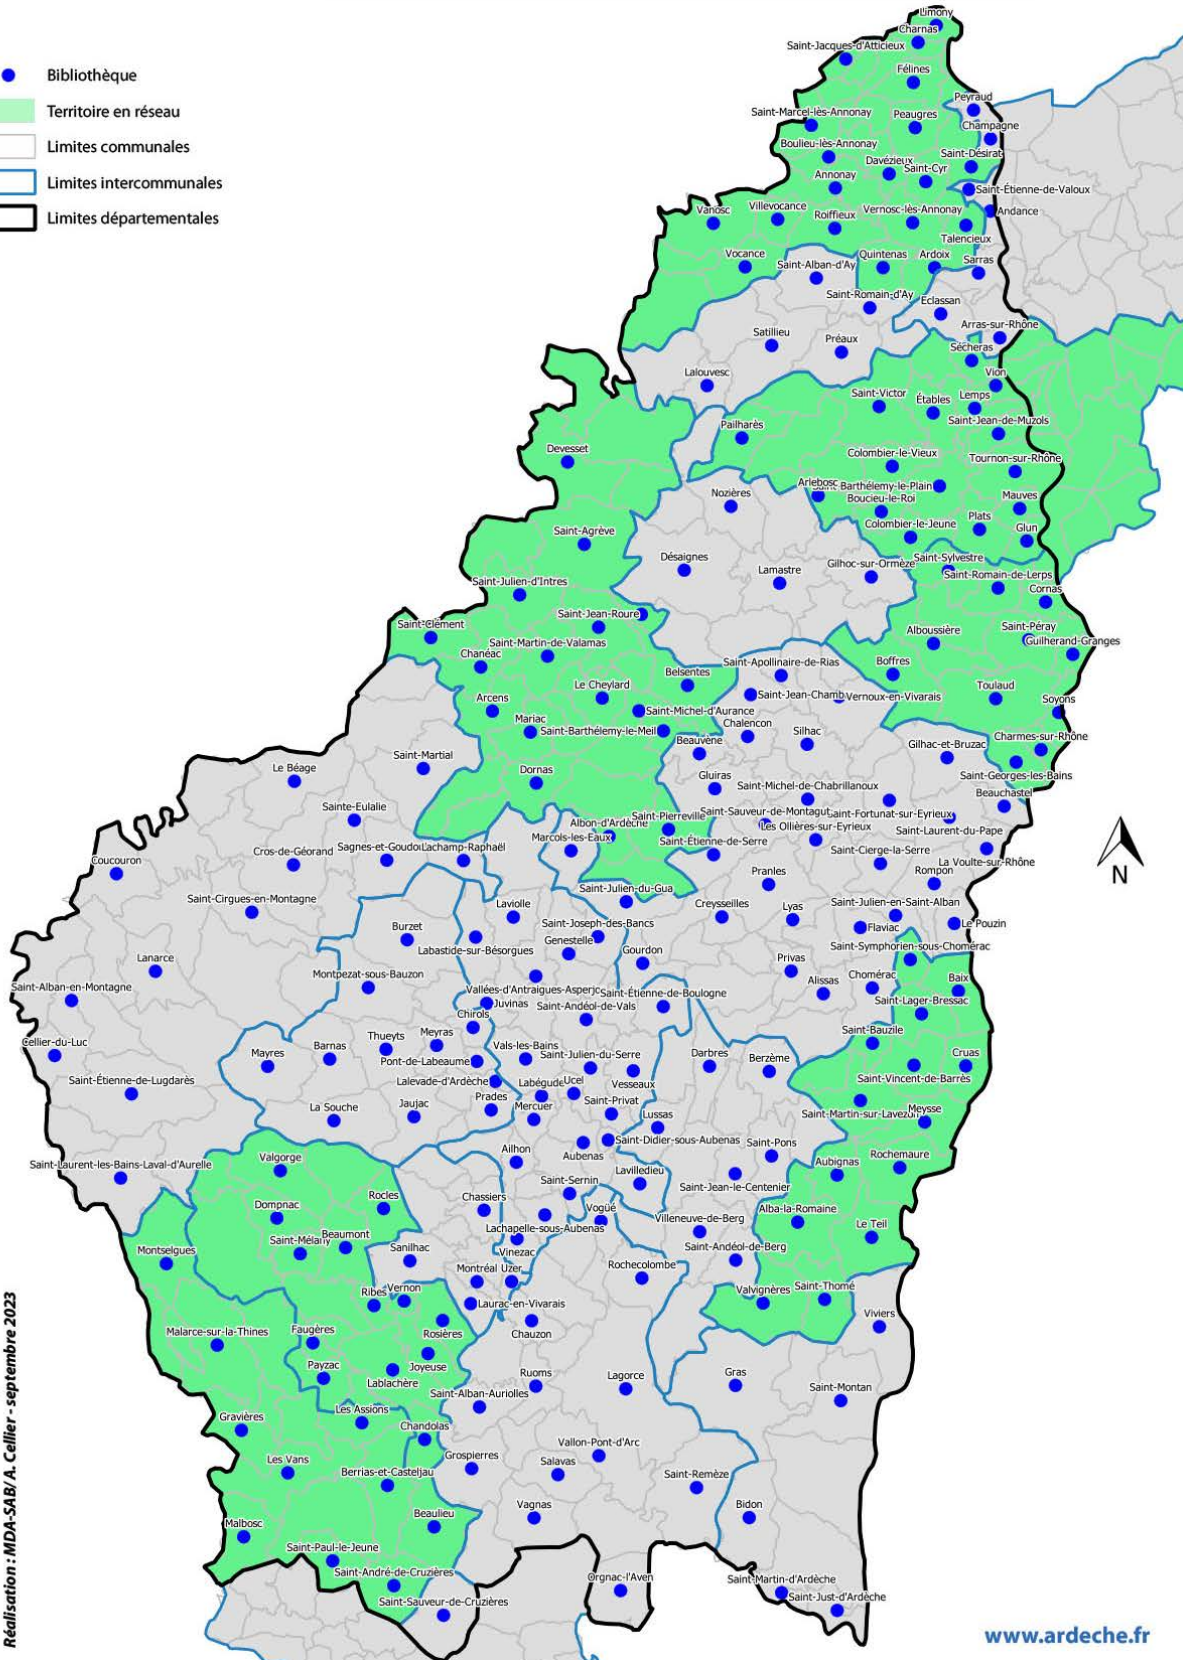 Limony
Charnas
Saint-Jacques-d'Atticieux
Bibliothèque
Félines
Territoire en réseau
Peyraud
Saint-Marcel-lès-Annonay
Peaugres
Champagne
Limites communales
Boulieu-lès-Annonay
Saint-Désirat
Davézieux
Saint-Cyr
Annonay
Limites intercommunales
Saint-Étienne-de-Valoux
Villevocance
Vanosc
Roiffieux
Vernosc-lès-Annonay
Andance
Limites départementales
Talencieux
Vocance
Quintenas
Ardoix
Sarras
Saint-Alban-d'Ay
Saint-Romain-d'Ay
Eclassan
Arras-sur-Rhône
Satillieu
Préaux
Sécheras
Lalouvesc
Vion
Saint-Victor
Étables
Lemps
Saint-Jean-de-Muzols
Pailharès
Devesset
Colombier-le-Vieux
Tournon-sur-Rhône
Arlebosc
Barthélemy-le-Plain
Nozières
Boucieu-le-Roi
Mauves
Colombier-le-Jeune
Plats
Glun
Saint-Agrève
Désaignes
Lamastre
Gilhoc-sur-Ormèze
Saint-Sylvestre
Saint-Romain-de-Lerps
Saint-Julien-d'Intres
Cornas
Saint-Jean-Roure
Saint-Clément
Saint-Péray
Alboussière
Guilherand-Granges
Saint-Martin-de-Valamas
Chanéac
Saint-Apollinaire-de-Rias
Boffres
Belsentes
Le Cheylard
Toulaud
Saint-Jean-Chamb
Vernoux-en-Vivarais
Arcens
Soyons
Saint-Michel-d'Aurance
Mariac
Saint-Barthélemy-le-Meil
Chalencon
Silhac
Beauvène
Charmes-sur-Rhône
Gilhac-et-Bruzac
Saint-Martial
Le Béage
Dornas
Gluiras
Saint-Georges-les-Bains
Saint-Michel-de-Chabrillanoux
Beauchastel
Sainte-Eulalie
Albon-d'Ardèche
Saint-Pierreville
Saint-Sauveur-de-Montagut
Saint-Fortunat-sur-Eyrieux
Les Ollières-sur-Eyrieux
Saint-Laurent-du-Pape
Marcols-les-Eaux
Saint-Étienne-de-Serre
Cros-de-Géorand
Sagnes-et-Goudoulet
Lachamp-Raphaël
Saint-Cierge-la-Serre
La Voulte-sur-Rhône
Coucouron
Pranles
Rompon
Saint-Julien-du-Gua
Saint-Cirgues-en-Montagne
Laviolle
Creysseilles
Lyas
Saint-Julien-en-Saint-Alban
Burzet
Saint-Joseph-des-Bancs
Flaviac
Le Pouzin
Labastide-sur-Bésorgues
Genestelle
Gourdon
Saint-Symphorien-sous-Chomérac
Lanarce
Montpezat-sous-Bauzon
Privas
Alissas
Chomérac
Baix
Saint-Alban-en-Montagne
Vallées-d'Antraigues-Asperjoc
Saint-Étienne-de-Boulogne
Saint-Lager-Bressac
Juvinas
Saint-Andéol-de-Vals
Chirols
Cellier-du-Luc
Thueyts
Meyras
Saint-Bauzile
Mayres
Barnas
Pont-de-Labeaume
Vals-les-Bains
Saint-Julien-du-Serre
Darbres
Berzème
Cruas
Saint-Étienne-de-Lugdarès
Lalevade-d'Ardèche
Labégude
Ucel
Vesseaux
Saint-Vincent-de-Barrès
La Souche
Jaujac
Prades
Mercuer
Saint-Privat
Lussas
Saint-Martin-sur-Lavezon
Meysse
Ailhon
Aubenas
Saint-Didier-sous-Aubenas
Saint-Pons
Rochemaure
Saint-Laurent-les-Bains-Laval-d'Aurelle
Valgorge
Aubignas
Lavilledieu
Saint-Sernin
Saint-Jean-le-Centenier
Rocles
Chassiers
Dompnac
Vogüé
Alba-la-Romaine
Le Teil
Saint-Mélany
Beaumont
Lachapelle-sous-Aubenas
Villeneuve-de-Berg
Montselgues
Sanilhac
Vinezac
Saint-Andéol-de-Berg
Montréal
Uzer
Rochecolombe
Ribes
Vernon
Valvignères
Saint-Thomé
Laurac-en-Vivarais
Viviers
Malarce-sur-la-Thines
Faugères
Rosières
Chauzon
Payzac
Joyeuse
Lablachère
Ruoms
Lagorce
Gras
Saint-Montan
Saint-Alban-Auriolles
Gravières
Les Assions
Chandolas
Vallon-Pont-d'Arc
Les Vans
Berrias-et-Casteljau
Grospierres
Salavas
Saint-Remèze
Malbosc
Beaulieu
Vagnas
Bidon
Saint-Paul-le-Jeune
Saint-André-de-Cruzières
Orgnac-l'Aven
Saint-Martin-d'Ardèche
Saint-Sauveur-de-Cruzières
Saint-Just-d'Ardèche
N
Réalisation : MDA-SAB/A. Cellier - septembre 2023
www.ardeche.fr